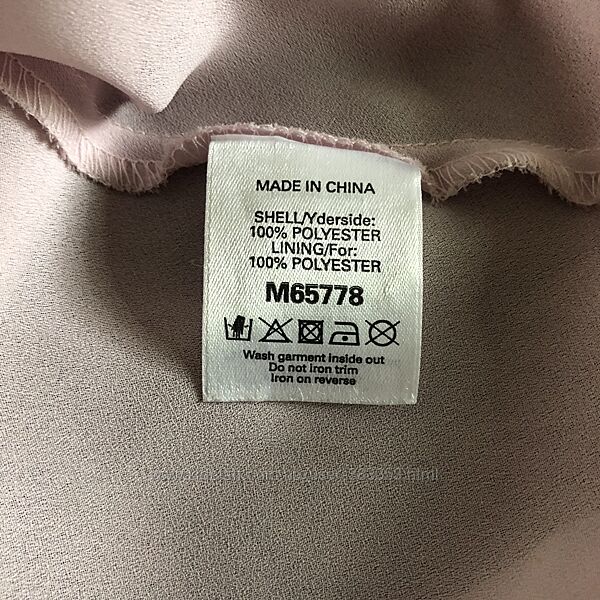 MADE IN CHINA
SHELL/Yderside:
100% POLYESTER
LINING/For:
100% POLYESTER
M65778
Wash garment inside out
Do not iron trim
Iron on reverse